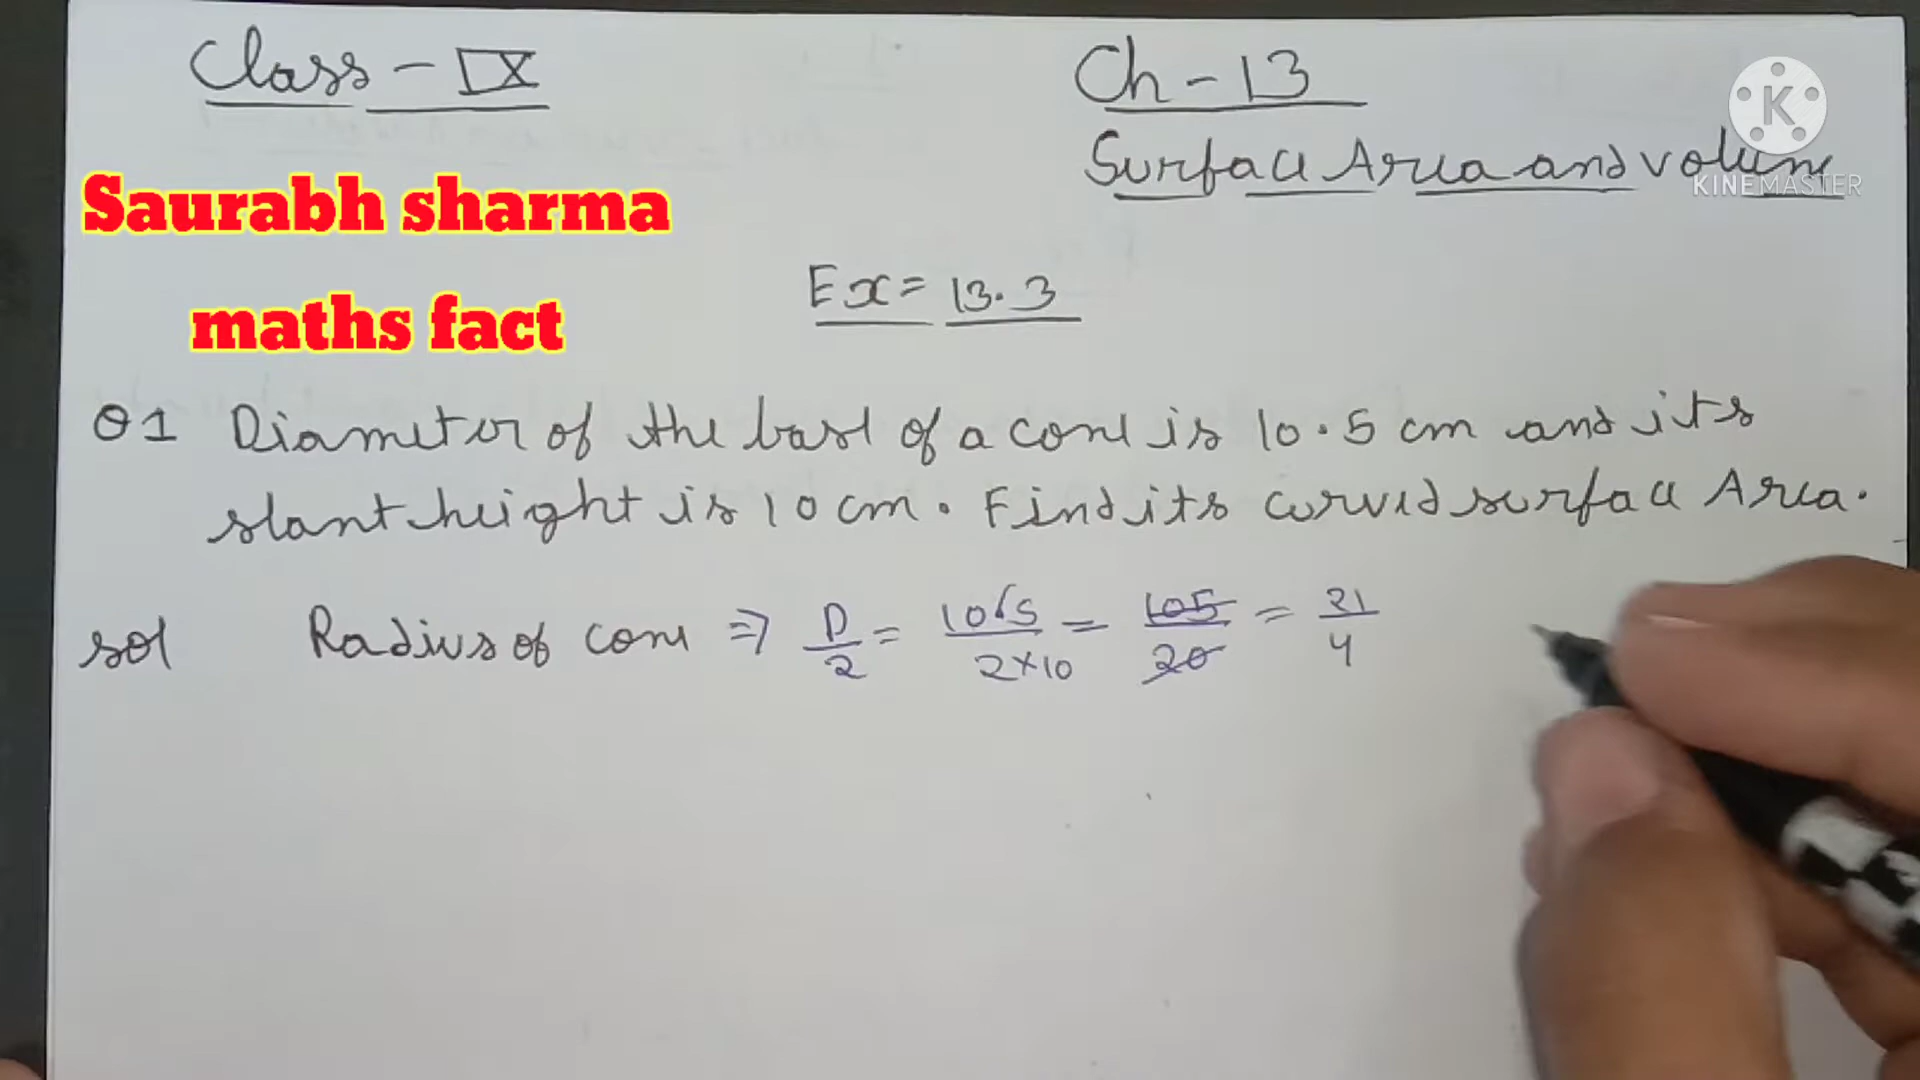 Class - IX
Ch - 13
K
Surface Area and volume
KINEMASTER
Saurabh sharma
maths fact
Ex = 13.3
Q1 Diameter of the base of a cone is 10.5 cm and its
slant height is 10 cm. Find its curved surface Area.
sol Radius of cone ⇒ D/2 = 105/2×10 = 105/20 = 21/4